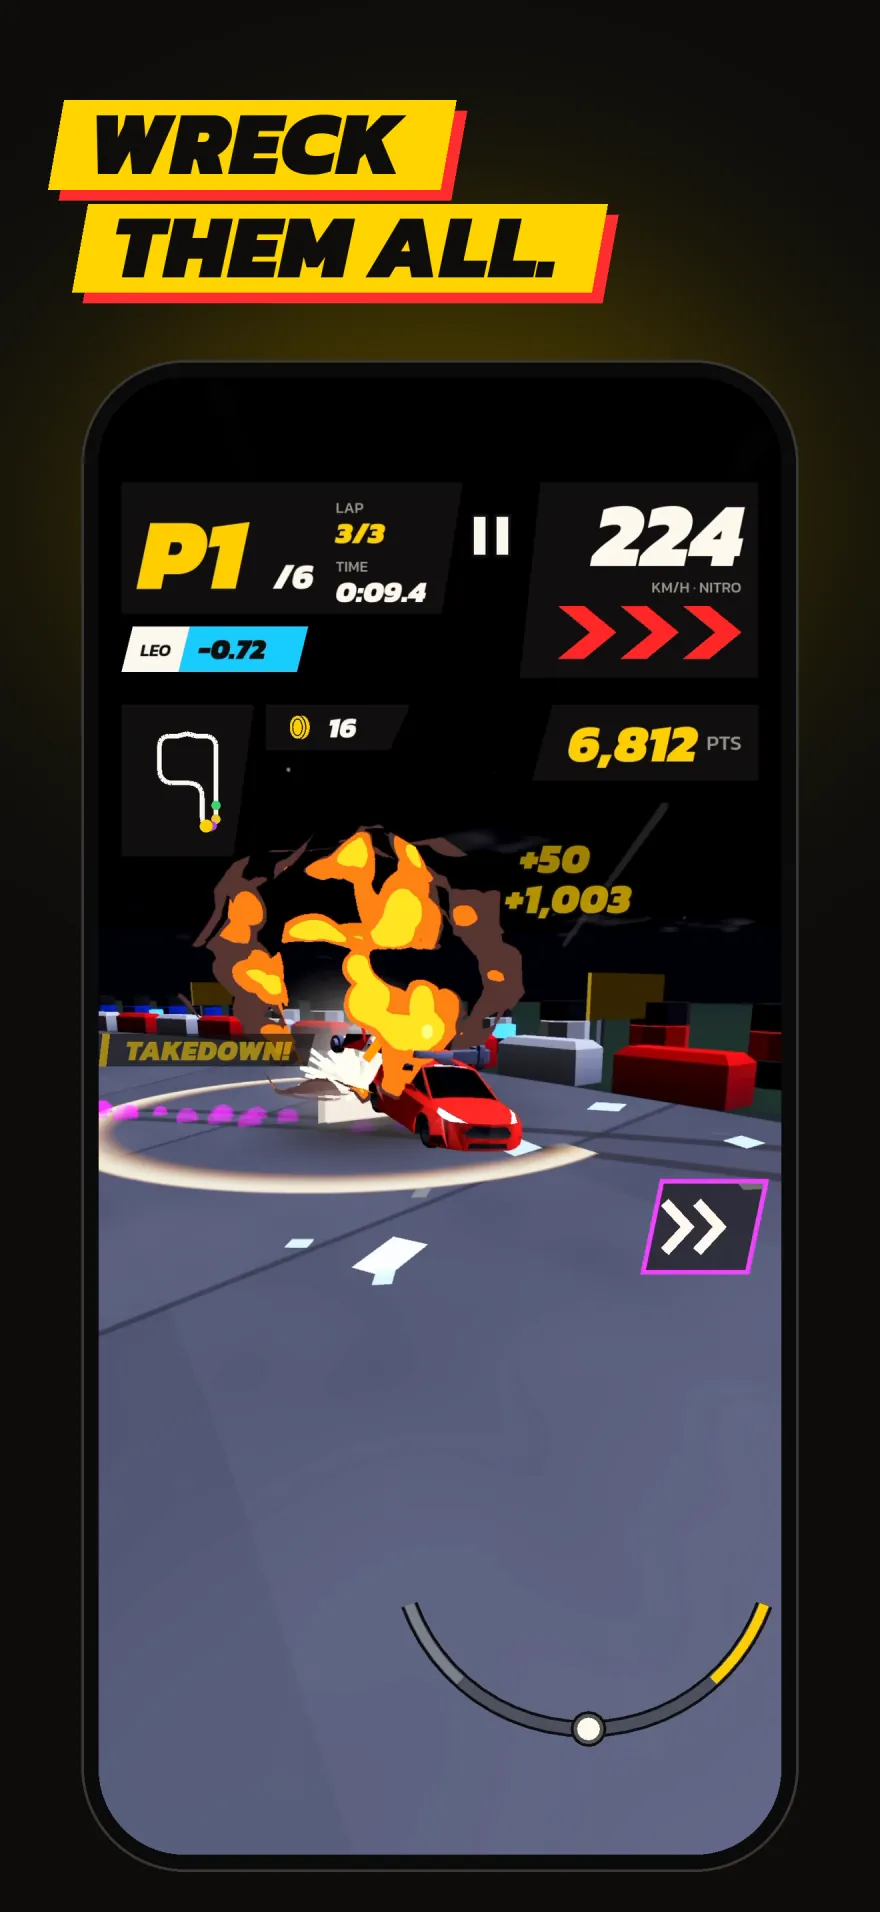 WRECK
THEM ALL.
P1 /6
LAP
3/3
TIME
0:09.4
224
KM/H · NITRO
LEO -0.72
16
6,812 PTS
+50
+1,003
TAKEDOWN!